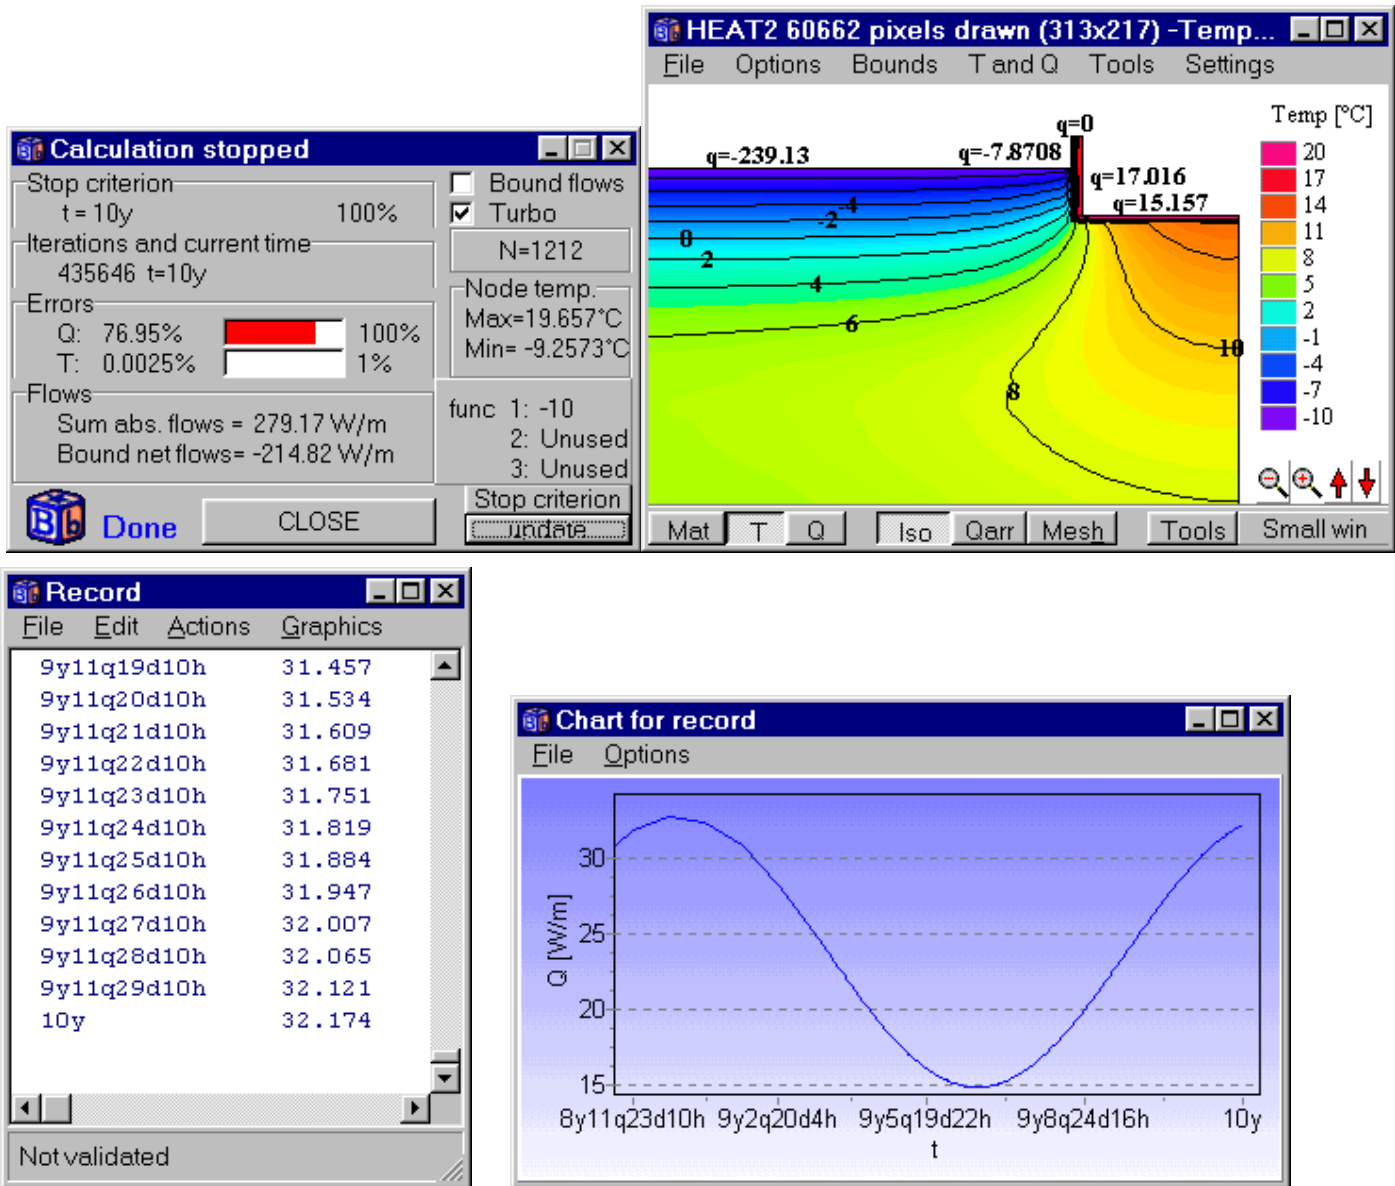 HEAT2 60662 pixels drawn (313x217) -Temp...
File Options Bounds T and Q Tools Settings
Temp [°C]
q=0
q=-239.13
q=-7.8708
q=17.016
q=15.157
-4
-2
0
2
4
6
8
10
20
17
14
11
8
5
2
-1
-4
-7
-10
Mat T Q Iso Qarr Mesh Tools Small win
Calculation stopped
Stop criterion
t = 10y 100%
Bound flows
Turbo
Iterations and current time
435646 t=10y
N=1212
Errors
Q: 76.95% 100%
T: 0.0025% 1%
Node temp.
Max=19.657°C
Min= -9.2573°C
Flows
Sum abs. flows = 279.17 W/m
Bound net flows= -214.82 W/m
func 1: -10
2: Unused
3: Unused
Stop criterion
update
Bb Done CLOSE
Record
File Edit Actions Graphics
9y11q19d10h 31.457
9y11q20d10h 31.534
9y11q21d10h 31.609
9y11q22d10h 31.681
9y11q23d10h 31.751
9y11q24d10h 31.819
9y11q25d10h 31.884
9y11q26d10h 31.947
9y11q27d10h 32.007
9y11q28d10h 32.065
9y11q29d10h 32.121
10y 32.174
Not validated
Chart for record
File Options
Q [W/m]
30
25
20
15
8y11q23d10h 9y2q20d4h 9y5q19d22h 9y8q24d16h 10y
t